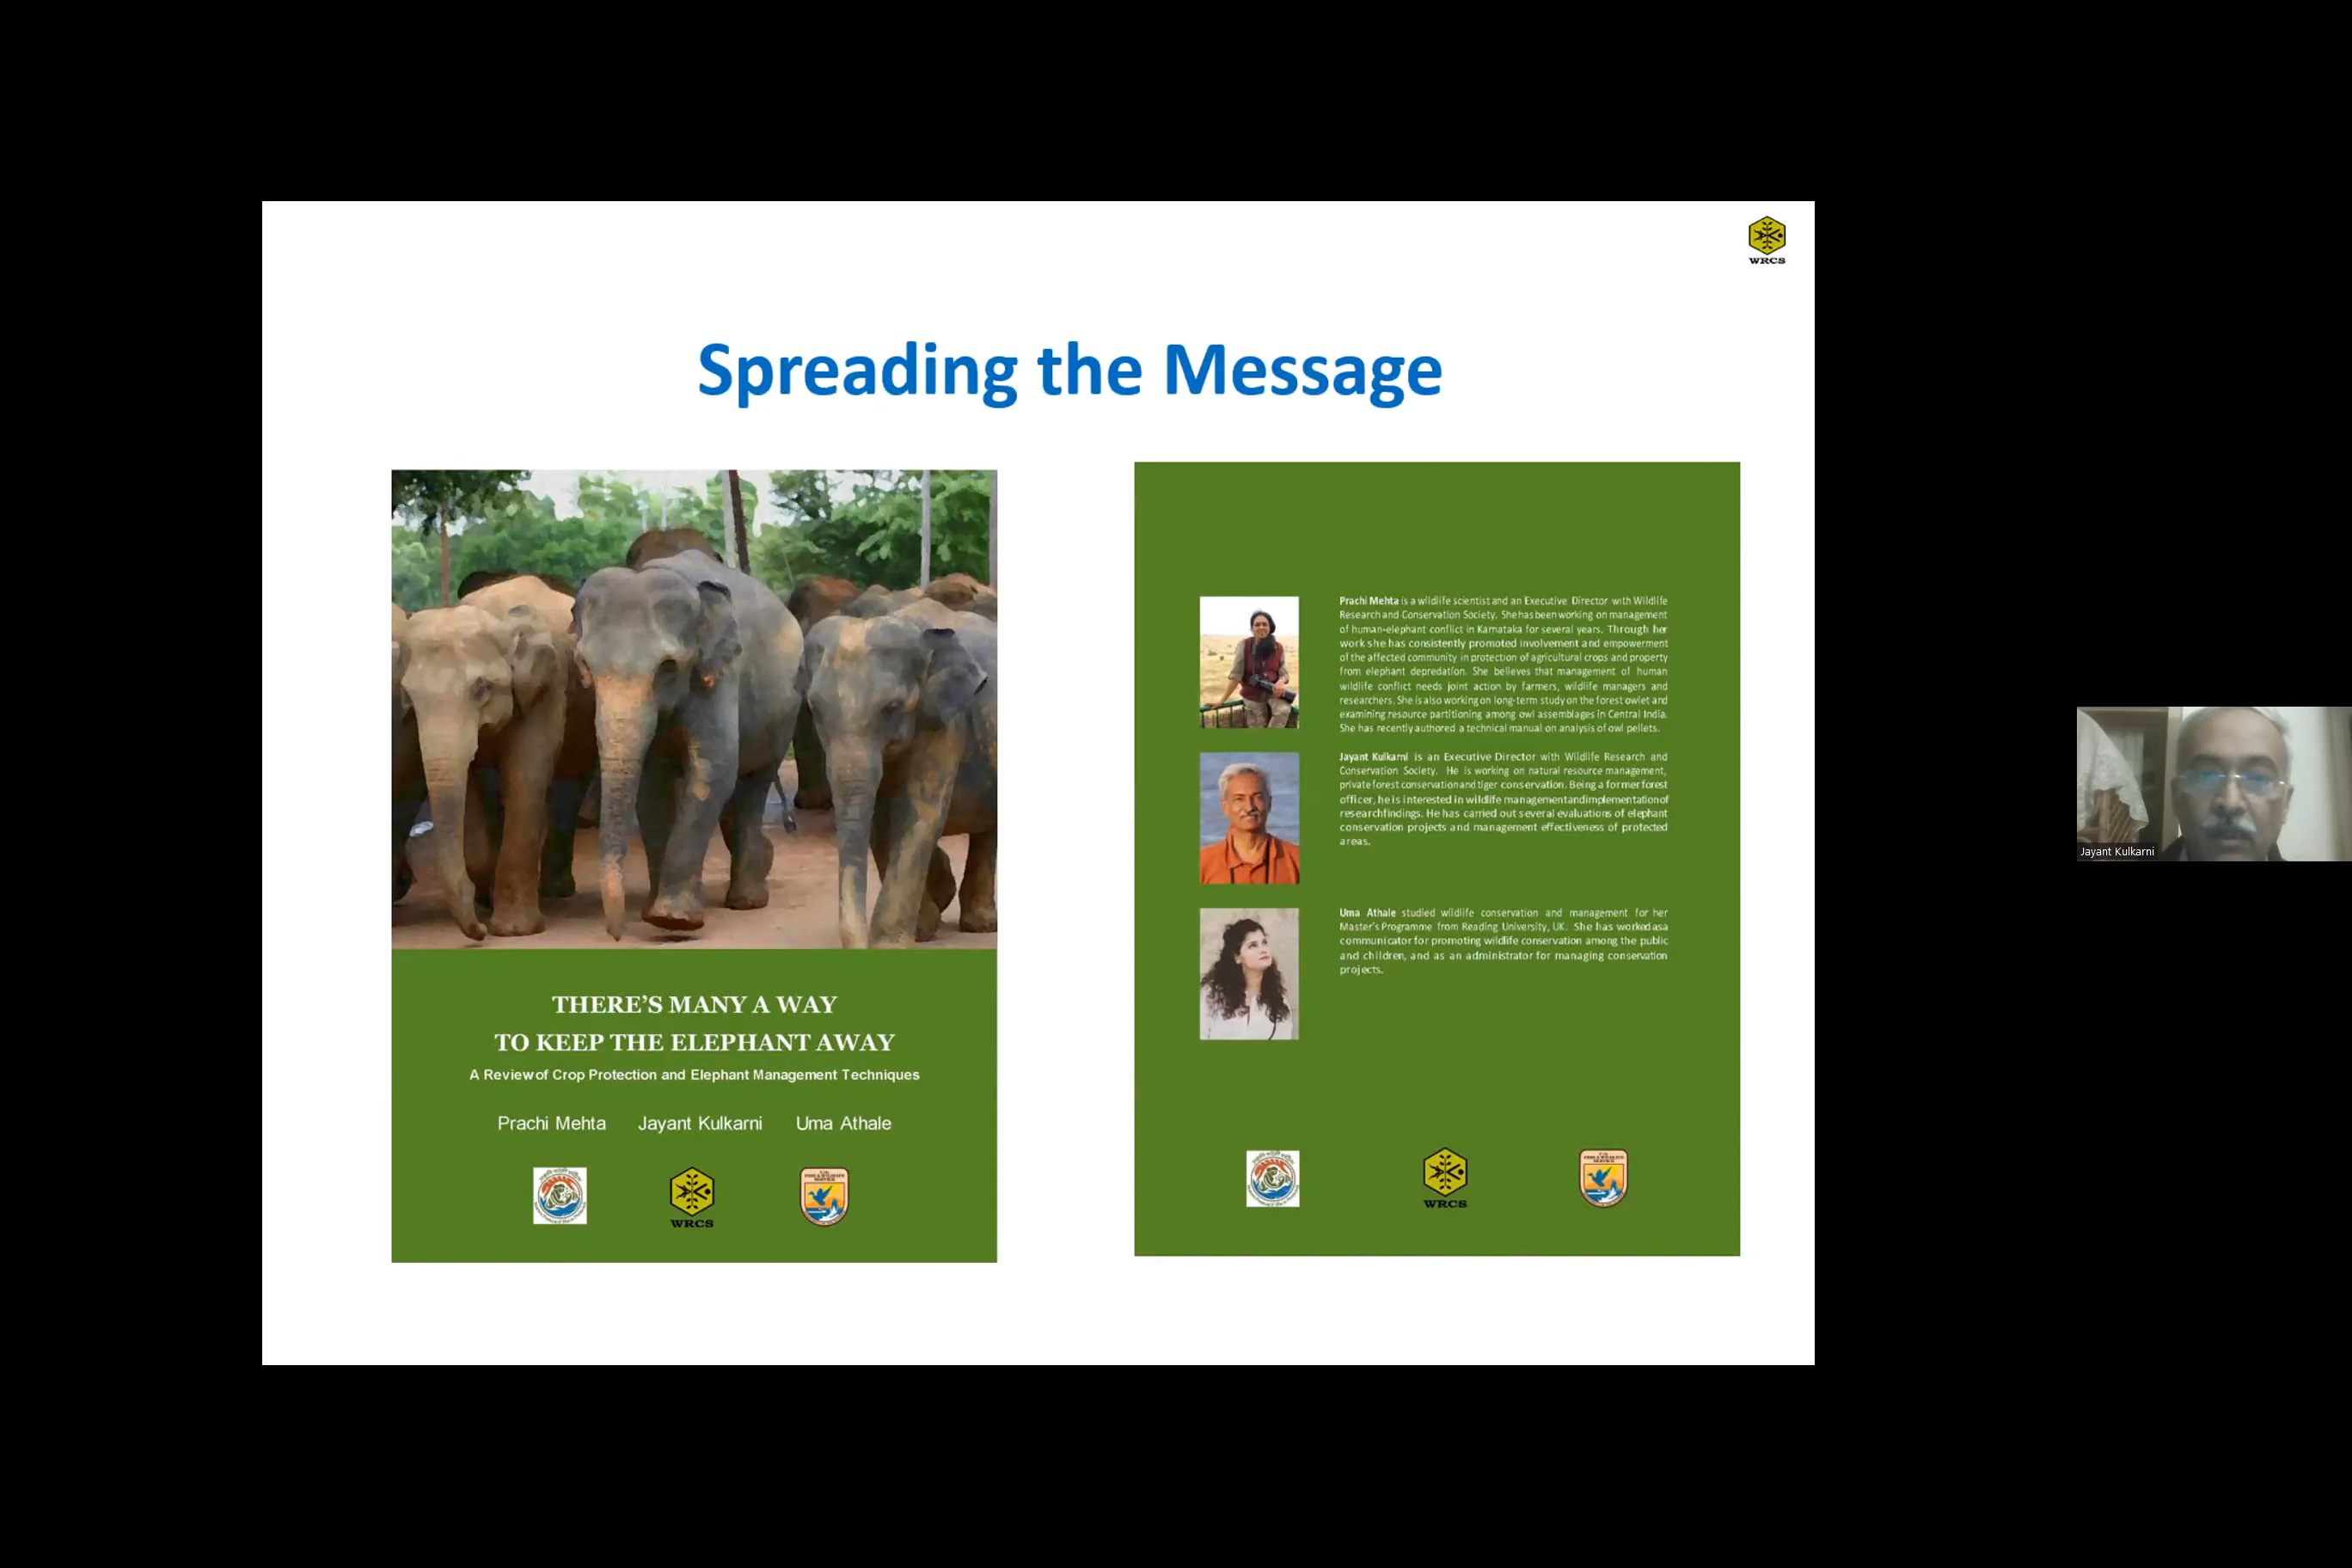 WRCS
Spreading the Message
THERE'S MANY A WAY
TO KEEP THE ELEPHANT AWAY
A Review of Crop Protection and Elephant Management Techniques
Prachi Mehta Jayant Kulkarni Uma Athale
WRCS
Prachi Mehta is a wildlife scientist and an Executive Director with Wildlife
Research and Conservation Society. She has been working on management
of human-elephant conflict in Karnataka for several years. Through her
work she has consistently promoted involvement and empowerment
of the affected community in protection of agricultural crops and property
from elephant depredation. She believes that management of human
wildlife conflict needs joint action by farmers, wildlife managers and
researchers. She is also working on long-term study on the forest owlet and
examining resource partitioning among owl assemblages in Central India.
She has recently authored a technical manual on analysis of owl pellets.
Jayant Kulkarni is an Executive Director with Wildlife Research and
Conservation Society. He is working on natural resource management,
private forest conservation and tiger conservation. Being a former forest
officer, he is interested in wildlife management and implementation of
research findings. He has carried out several evaluations of elephant
conservation projects and management effectiveness of protected
areas.
Uma Athale studied wildlife conservation and management for her
Master's Programme from Reading University, UK. She has worked as a
communicator for promoting wildlife conservation among the public
and children, and as an administrator for managing conservation
projects.
WRCS
Jayant Kulkarni